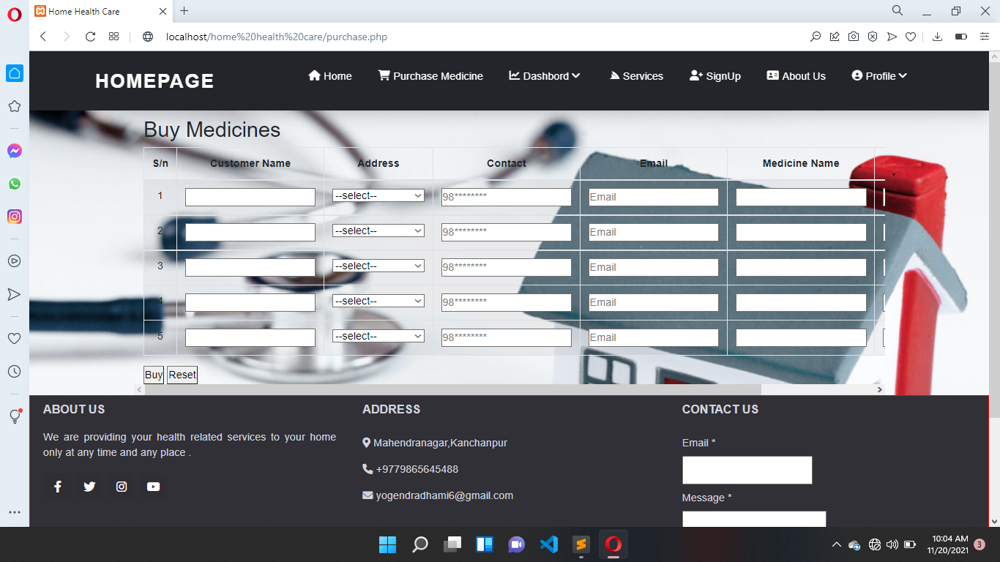 Home Health Care
localhost/home%20health%20care/purchase.php
HOMEPAGE
Home
Purchase Medicine
Dashbord
Services
SignUp
About Us
Profile
Buy Medicines
S/n Customer Name Address Contact Email Medicine Name
1 --select-- 98******** Email
2 --select-- 98******** Email
3 --select-- 98******** Email
4 --select-- 98******** Email
5 --select-- 98******** Email
Buy Reset
ABOUT US
We are providing your health related services to your home
only at any time and any place .
ADDRESS
Mahendranagar,Kanchanpur
+9779865645488
yogendradhami6@gmail.com
CONTACT US
Email *
Message *
10:04 AM
11/20/2021
3